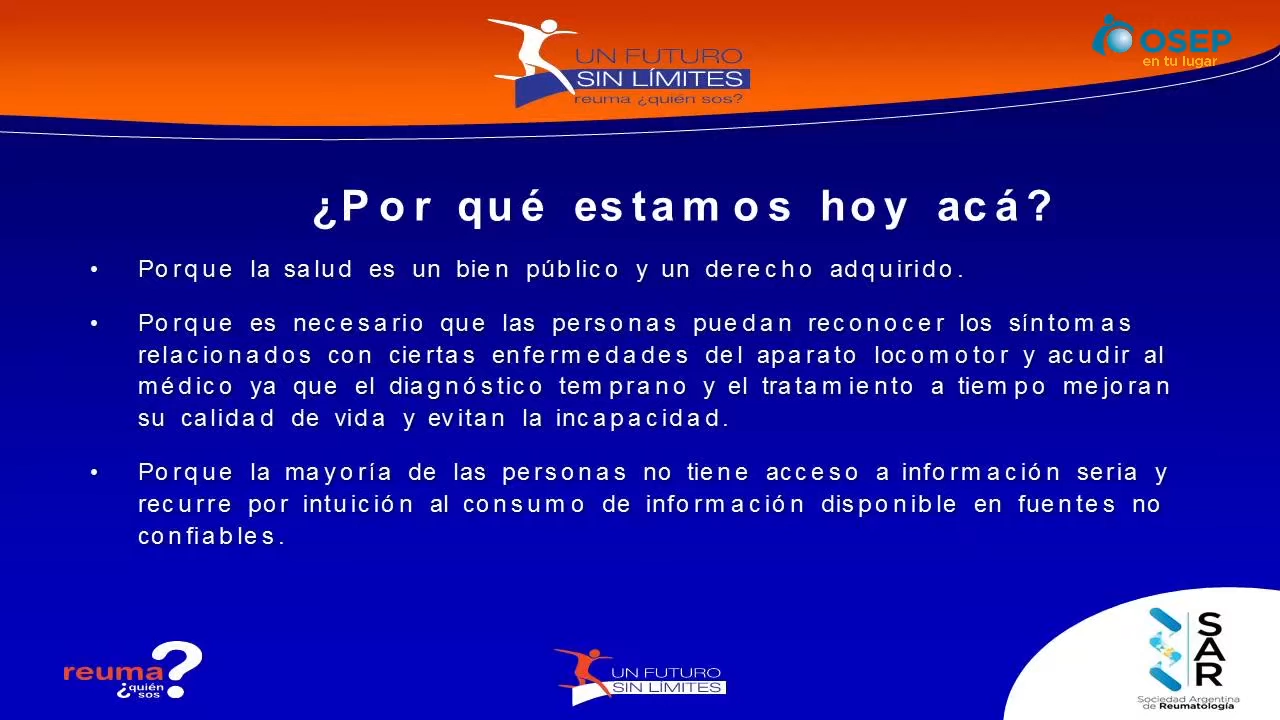 UN FUTURO
SIN LÍMITES
reuma ¿quién sos?
OSEP
en tu lugar
¿Por qué estamos hoy acá?
• Porque la salud es un bien público y un derecho adquirido.
• Porque es necesario que las personas puedan reconocer los síntomas
relacionados con ciertas enfermedades del aparato locomotor y acudir al
médico ya que el diagnóstico temprano y el tratamiento a tiempo mejoran
su calidad de vida y evitan la incapacidad.
• Porque la mayoría de las personas no tiene acceso a información seria y
recurre por intuición al consumo de información disponible en fuentes no
confiables.
reuma?
¿quién
sos
UN FUTURO
SIN LÍMITES
SAR
Sociedad Argentina
de Reumatología